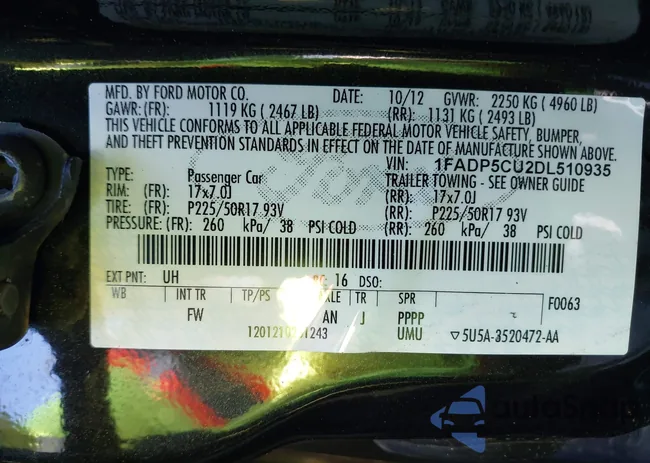 MFD. BY FORD MOTOR CO. DATE: 10/12 GVWR: 2250 KG ( 4960 LB)
GAWR: (FR): 1119 KG ( 2467 LB) (RR): 1131 KG ( 2493 LB)
THIS VEHICLE CONFORMS TO ALL APPLICABLE FEDERAL MOTOR VEHICLE SAFETY, BUMPER,
AND THEFT PREVENTION STANDARDS IN EFFECT ON THE DATE OF MANUFACTURE SHOWN ABOVE.
VIN: 1FADP5CU2DL510935
TYPE: Passenger Car TRAILER TOWING - SEE OWNER GUIDE
RIM: (FR): 17x7.0J (RR): 17x7.0J
TIRE: (FR): P225/50R17 93V (RR): P225/50R17 93V
PRESSURE: (FR): 260 kPa/ 38 PSI COLD (RR): 260 kPa/ 38 PSI COLD
EXT PNT: UH 16 DSO: F0063
WB INT TR TP/PS TR SPR
FW AN J PPPP
UMU ▽5U5A-3520472-AA